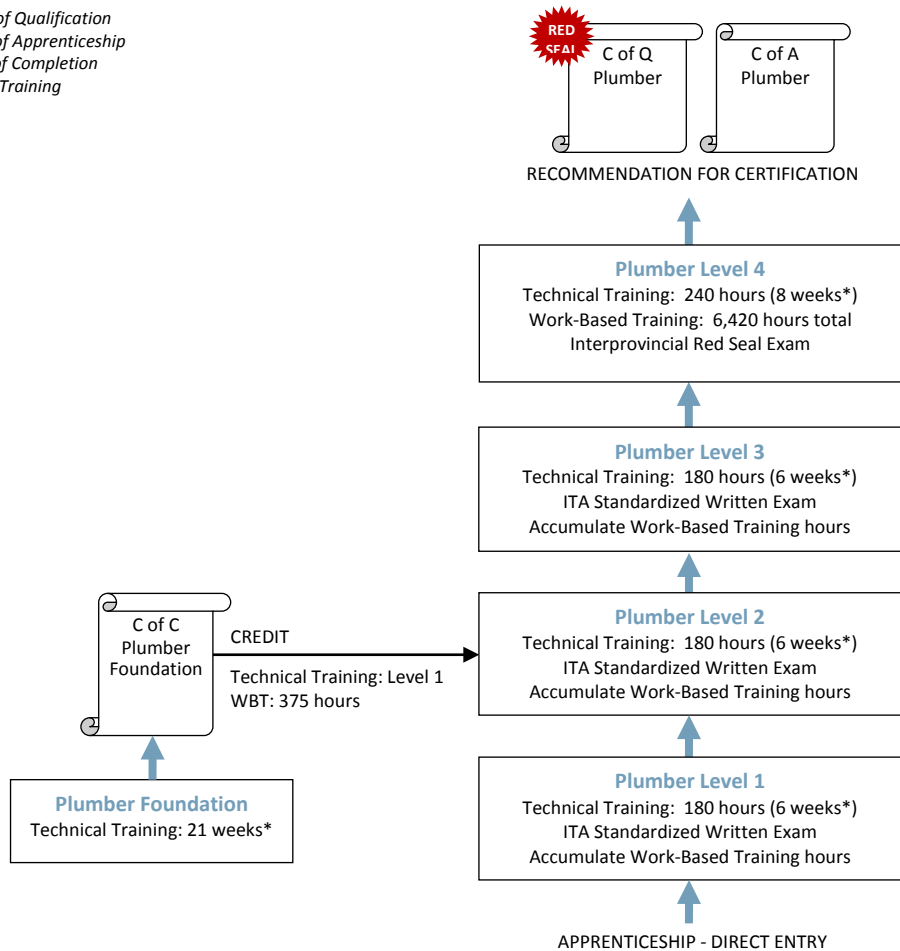 of Qualification
of Apprenticeship
of Completion
Training
RED
SEAL
C of Q
Plumber
C of A
Plumber
RECOMMENDATION FOR CERTIFICATION
Plumber Level 4
Technical Training: 240 hours (8 weeks*)
Work-Based Training: 6,420 hours total
Interprovincial Red Seal Exam
Plumber Level 3
Technical Training: 180 hours (6 weeks*)
ITA Standardized Written Exam
Accumulate Work-Based Training hours
C of C
Plumber
Foundation
CREDIT
Technical Training: Level 1
WBT: 375 hours
Plumber Level 2
Technical Training: 180 hours (6 weeks*)
ITA Standardized Written Exam
Accumulate Work-Based Training hours
Plumber Foundation
Technical Training: 21 weeks*
Plumber Level 1
Technical Training: 180 hours (6 weeks*)
ITA Standardized Written Exam
Accumulate Work-Based Training hours
APPRENTICESHIP - DIRECT ENTRY